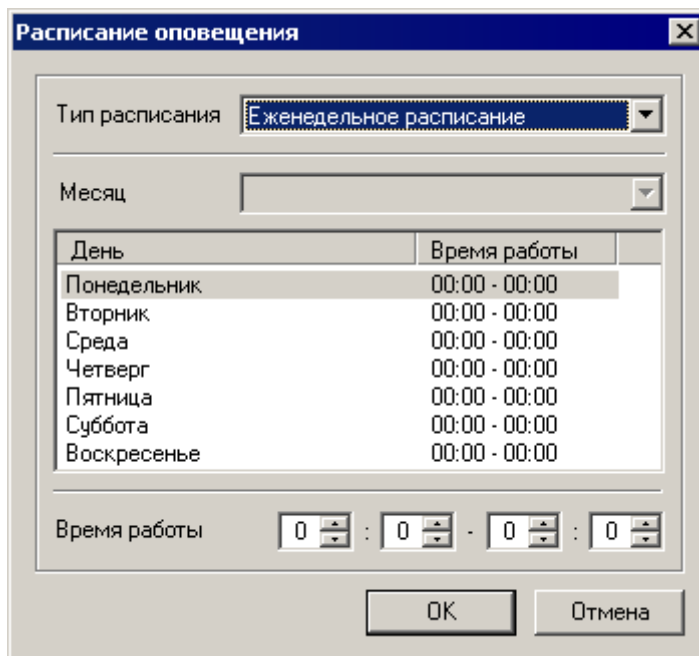 Расписание оповещения
Тип расписания Еженедельное расписание
Месяц
День Время работы
Понедельник 00:00 - 00:00
Вторник 00:00 - 00:00
Среда 00:00 - 00:00
Четверг 00:00 - 00:00
Пятница 00:00 - 00:00
Суббота 00:00 - 00:00
Воскресенье 00:00 - 00:00
Время работы 0 : 0 - 0 : 0
OK Отмена